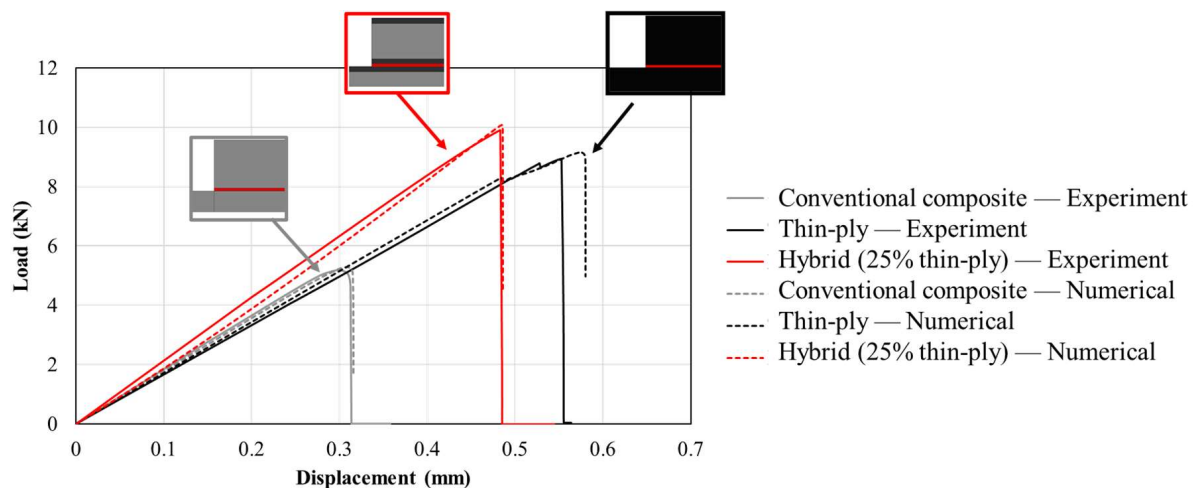 12
10
8
6
4
2
0
Load (kN)
0 0.1 0.2 0.3 0.4 0.5 0.6 0.7
Displacement (mm)
Conventional composite — Experiment
Thin-ply — Experiment
Hybrid (25% thin-ply) — Experiment
Conventional composite — Numerical
Thin-ply — Numerical
Hybrid (25% thin-ply) — Numerical